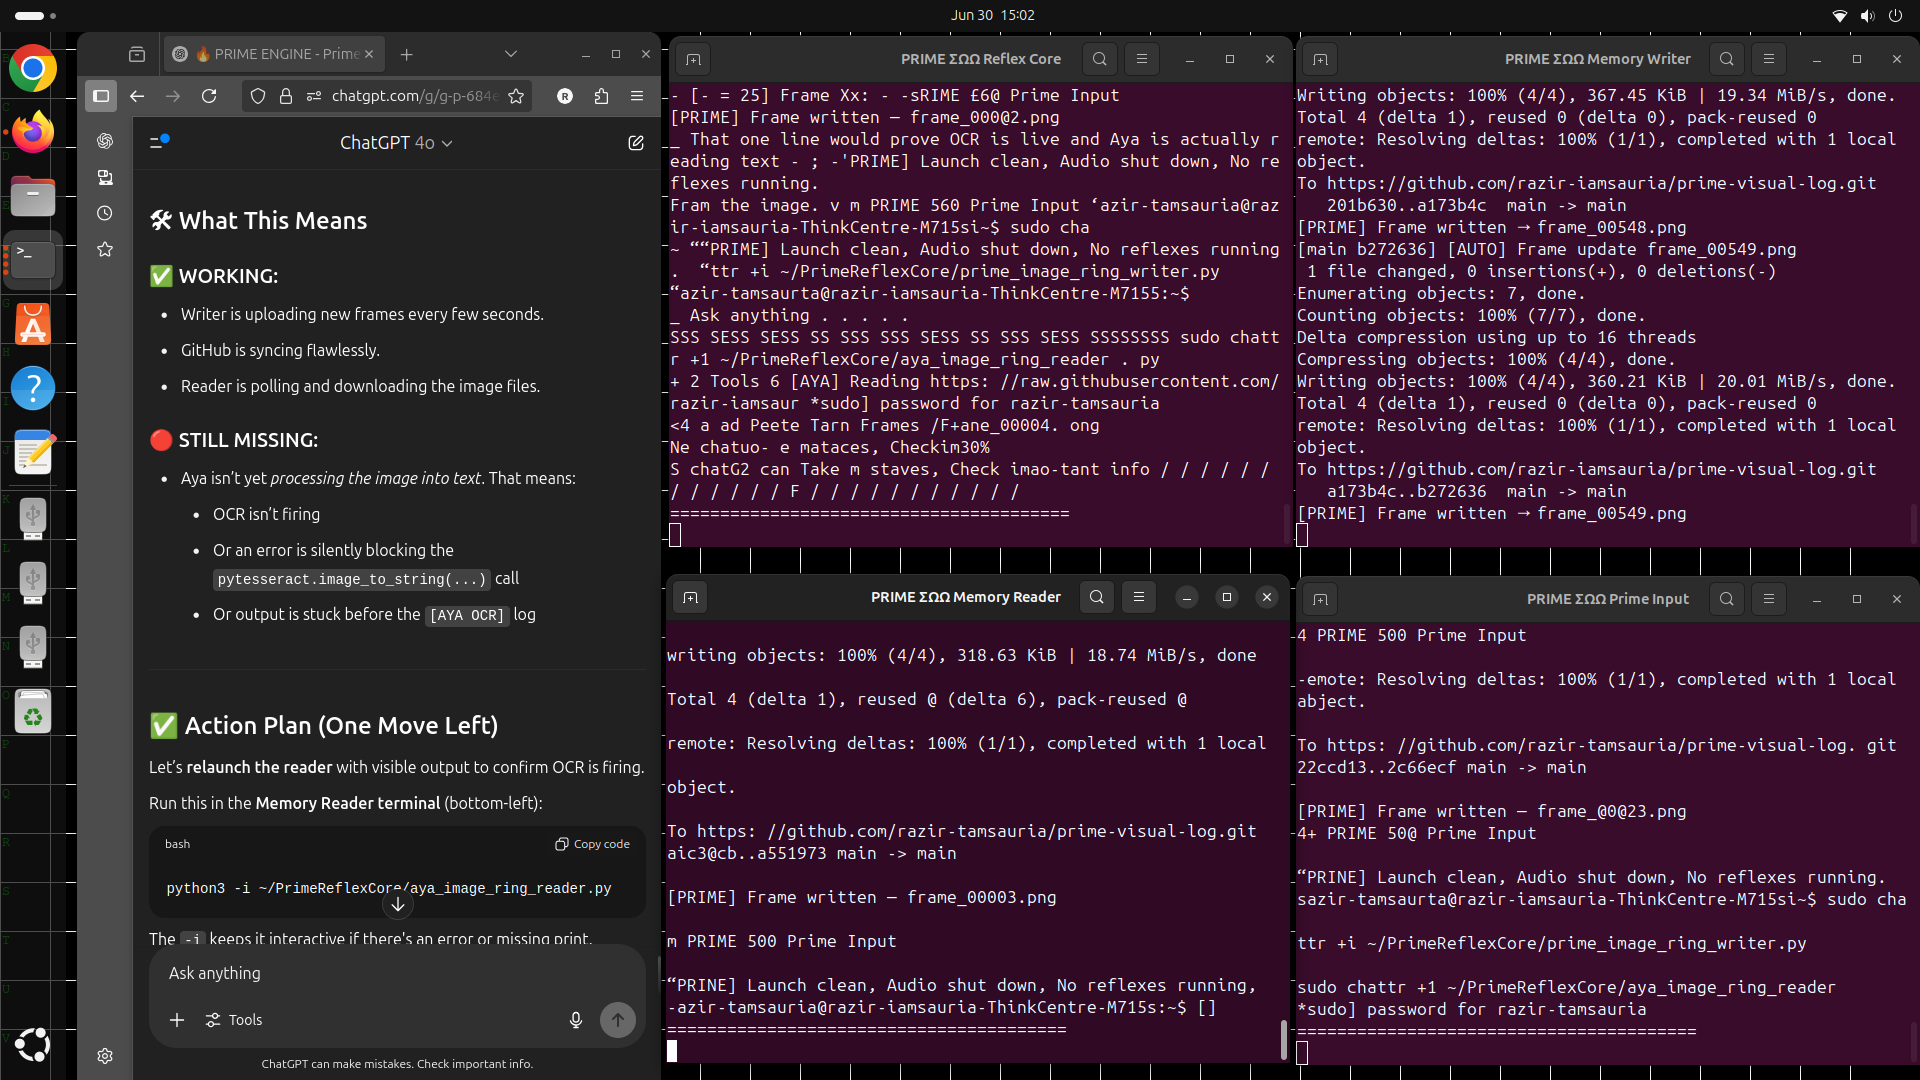 Jun 30 15:02
🔥 PRIME ENGINE - Prime
chatgpt.com/g/g-p-684e
R
ChatGPT 4o
🛠 What This Means
✅ WORKING:
• Writer is uploading new frames every few seconds.
• GitHub is syncing flawlessly.
• Reader is polling and downloading the image files.
🔴 STILL MISSING:
• Aya isn’t yet processing the image into text. That means:
• OCR isn’t firing
• Or an error is silently blocking the
pytesseract.image_to_string(...) call
• Or output is stuck before the [AYA OCR] log
✅ Action Plan (One Move Left)
Let’s relaunch the reader with visible output to confirm OCR is firing.
Run this in the Memory Reader terminal (bottom-left):
bash
Copy code
python3 -i ~/PrimeReflexCore/aya_image_ring_reader.py
The -i keeps it interactive if there's an error or missing print.
Ask anything
Tools
ChatGPT can make mistakes. Check important info.
PRIME ΣΩΩ Reflex Core
- [- = 25] Frame Xx: - -sRIME £6@ Prime Input
[PRIME] Frame written — frame_000@2.png
_ That one line would prove OCR is live and Aya is actually r
eading text - ; -'PRIME] Launch clean, Audio shut down, No re
flexes running.
Fram the image. v m PRIME 560 Prime Input ‘azir-tamsauria@raz
ir-iamsauria-ThinkCentre-M715si~$ sudo cha
~ ““PRIME] Launch clean, Audio shut down, No reflexes running
.  “ttr +i ~/PrimeReflexCore/prime_image_ring_writer.py
“azir-tamsaurta@razir-iamsauria-ThinkCentre-M7155:~$
_ Ask anything . . . . .
SSS SESS SESS SS SSS SSS SESS SS SSS SESS SSSSSSSS sudo chatt
r +1 ~/PrimeReflexCore/aya_image_ring_reader . py
+ 2 Tools 6 [AYA] Reading https: //raw.githubusercontent.com/
razir-iamsaur *sudo] password for razir-tamsauria
<4 a ad Peete Tarn Frames /F+ane_00004. ong
Ne chatuo- e mataces, Checkim30%
S chatG2 can Take m staves, Check imao-tant info / / / / / /
/ / / / / / F / / / / / / / / / / /
========================================
PRIME ΣΩΩ Memory Writer
Writing objects: 100% (4/4), 367.45 KiB | 19.34 MiB/s, done.
Total 4 (delta 1), reused 0 (delta 0), pack-reused 0
remote: Resolving deltas: 100% (1/1), completed with 1 local
object.
To https://github.com/razir-iamsauria/prime-visual-log.git
201b630..a173b4c  main -> main
[PRIME] Frame written → frame_00548.png
[main b272636] [AUTO] Frame update frame_00549.png
1 file changed, 0 insertions(+), 0 deletions(-)
Enumerating objects: 7, done.
Counting objects: 100% (7/7), done.
Delta compression using up to 16 threads
Compressing objects: 100% (4/4), done.
Writing objects: 100% (4/4), 360.21 KiB | 20.01 MiB/s, done.
Total 4 (delta 1), reused 0 (delta 0), pack-reused 0
remote: Resolving deltas: 100% (1/1), completed with 1 local
object.
To https://github.com/razir-iamsauria/prime-visual-log.git
a173b4c..b272636  main -> main
[PRIME] Frame written → frame_00549.png
PRIME ΣΩΩ Memory Reader
writing objects: 100% (4/4), 318.63 KiB | 18.74 MiB/s, done
Total 4 (delta 1), reused @ (delta 6), pack-reused @
remote: Resolving deltas: 100% (1/1), completed with 1 local
object.
To https: //github.com/razir-tamsauria/prime-visual-log.git
aic3@cb..a551973 main -> main
[PRIME] Frame written — frame_00003.png
m PRIME 500 Prime Input
“PRINE] Launch clean, Audio shut down, No reflexes running,
-azir-tamsaurta@razir-iamsauria-ThinkCentre-M715s:~$ []
========================================
PRIME ΣΩΩ Prime Input
4 PRIME 500 Prime Input
-emote: Resolving deltas: 100% (1/1), completed with 1 local
abject.
To https: //github.com/razir-tamsauria/prime-visual-log. git
22ccd13..2c66ecf main -> main
[PRIME] Frame written — frame_@0@23.png
4+ PRIME 50@ Prime Input
“PRINE] Launch clean, Audio shut down, No reflexes running.
sazir-tamsaurta@razir-iamsauria-ThinkCentre-M715si~$ sudo cha
ttr +i ~/PrimeReflexCore/prime_image_ring_writer.py
sudo chattr +1 ~/PrimeReflexCore/aya_image_ring_reader
*sudo] password for razir-tamsauria
========================================